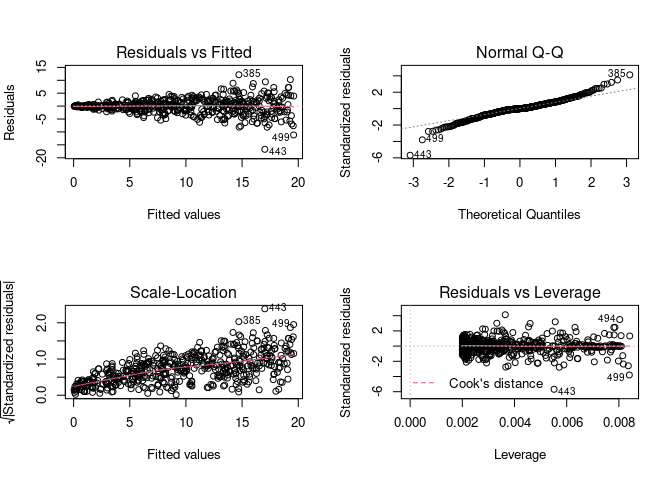 Residuals vs Fitted
Residuals
15
5
-5
-20
385
499
443
0 5 10 15 20
Fitted values
Normal Q-Q
Standardized residuals
2
-2
-6
385
499
443
-3 -2 -1 0 1 2 3
Theoretical Quantiles
Scale-Location
√|Standardized residuals|
2.0
1.0
0.0
443
385
499
0 5 10 15 20
Fitted values
Residuals vs Leverage
Standardized residuals
2
-2
-6
494
499
443
Cook's distance
0.000 0.002 0.004 0.006 0.008
Leverage